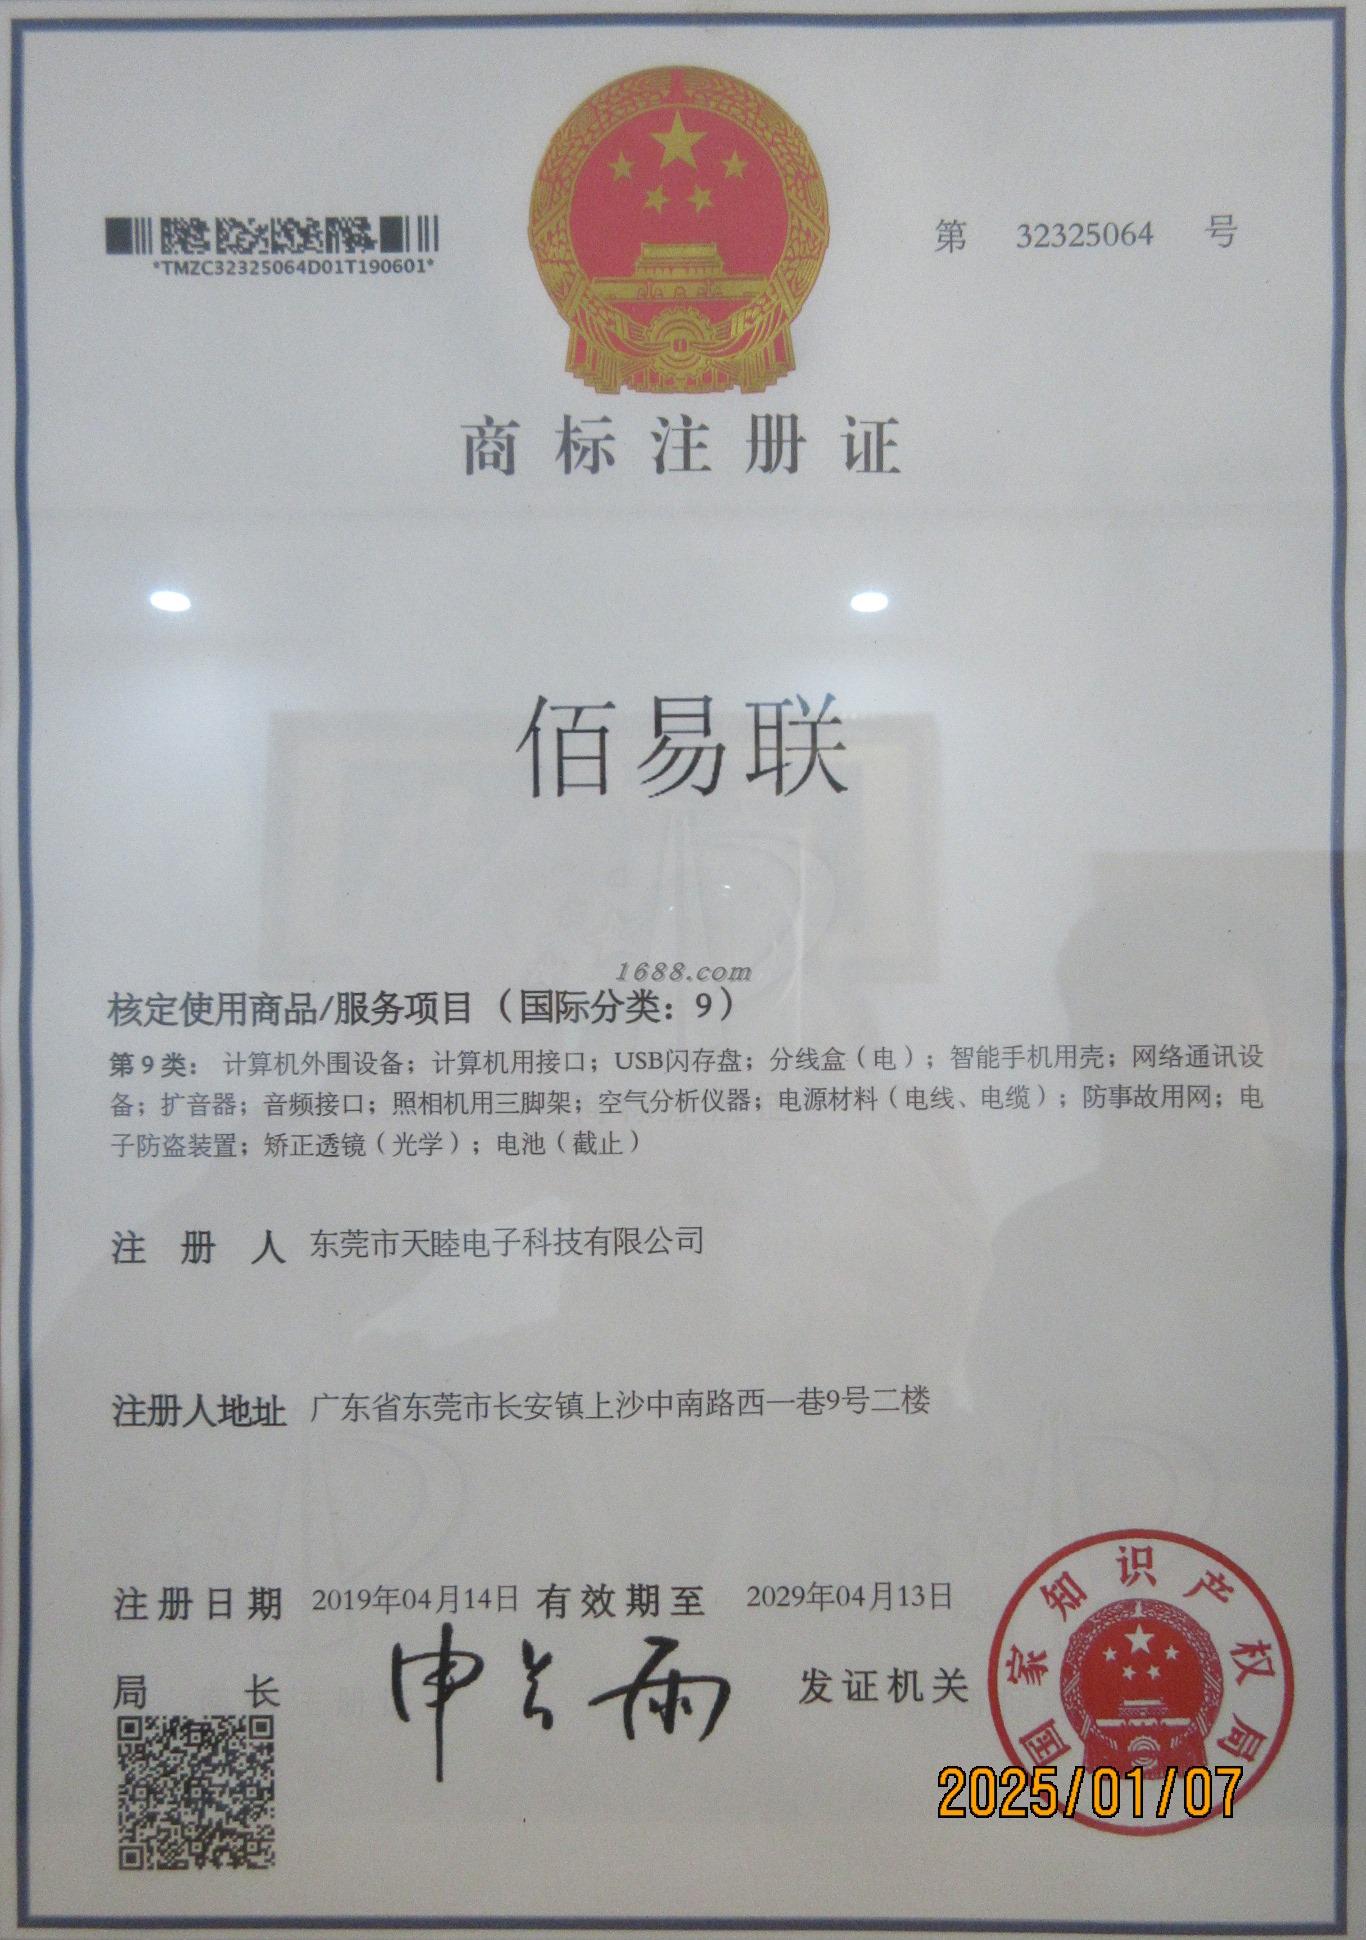 *TMZC32325064D01T190601*
第 32325064 号
商标注册证
佰易联
1688.com
核定使用商品/服务项目（国际分类：9）
第9类：计算机外围设备；计算机用接口；USB闪存盘；分线盒（电）；智能手机用壳；网络通讯设
备；扩音器；音频接口；照相机用三脚架；空气分析仪器；电源材料（电线、电缆）；防事故用网；电
子防盗装置；矫正透镜（光学）；电池（截止）
注册人 东莞市天睦电子科技有限公司
注册人地址 广东省东莞市长安镇上沙中南路西一巷9号二楼
注册日期 2019年04月14日 有效期至 2029年04月13日
局长 申长雨 发证机关
国家知识产权局
2025/01/07